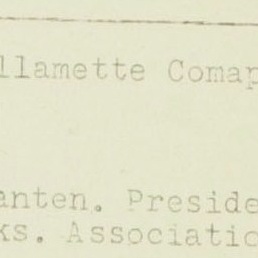 llamette Comap
anten. Preside
ks. Associatio